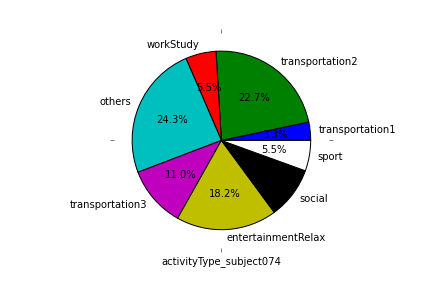 workStudy
transportation2
5.5%
22.7%
others
24.3%
transportation1
5.5%
sport
11.0%
18.2%
social
transportation3
entertainmentRelax
activityType_subject074